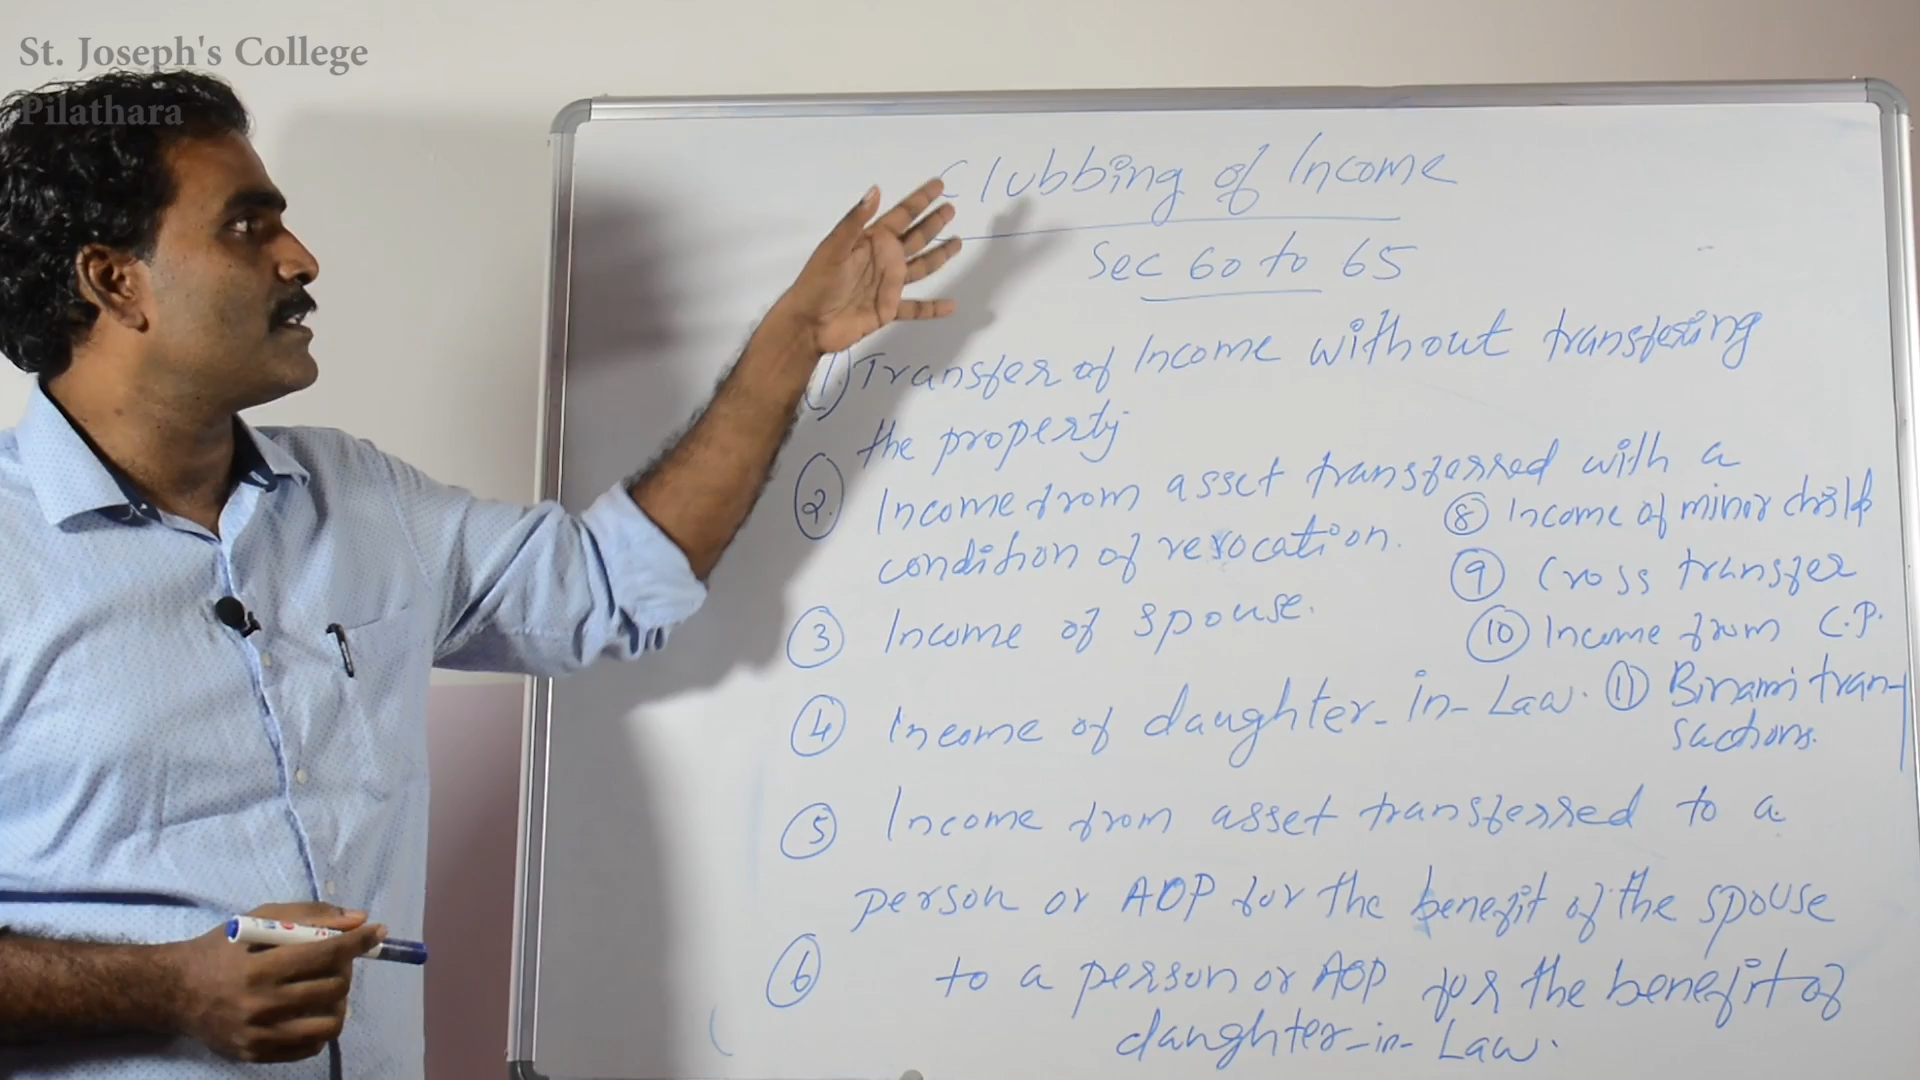 St. Joseph's College
Pilathara
Clubbing of Income
Sec 60 to 65
1) Transfer of Income without transferring
the property
2. Income from asset transferred with a
condition of revocation.
3 Income of spouse.
4 Income of daughter-in-Law.
5 Income from asset transferred to a
person or AOP for the benefit of the spouse
6 to a person or AOP for the benefit of
daughter-in-Law.
8 Income of minor child
9 Cross transfer
10 Income from C.P.
11 Binami tran-
sactions.